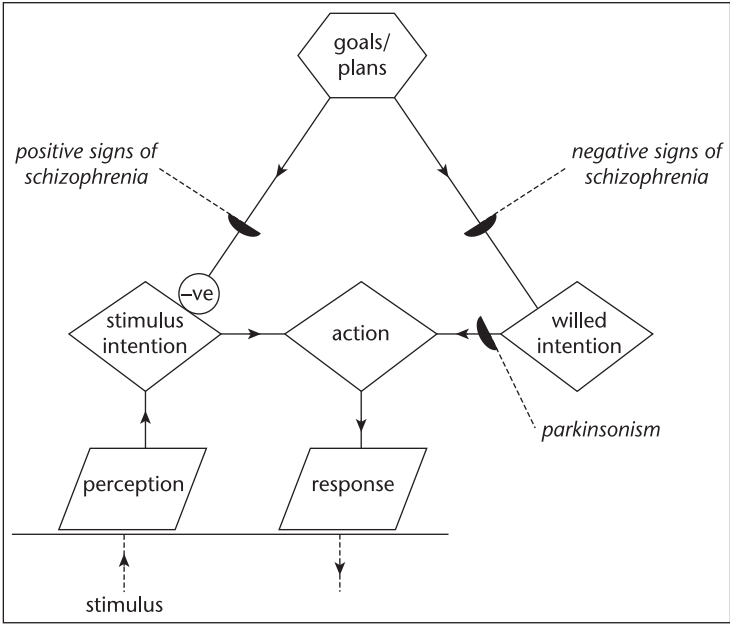 goals/
plans
positive signs of
schizophrenia
negative signs of
schizophrenia
–ve
stimulus
intention
action
willed
intention
parkinsonism
perception
response
stimulus